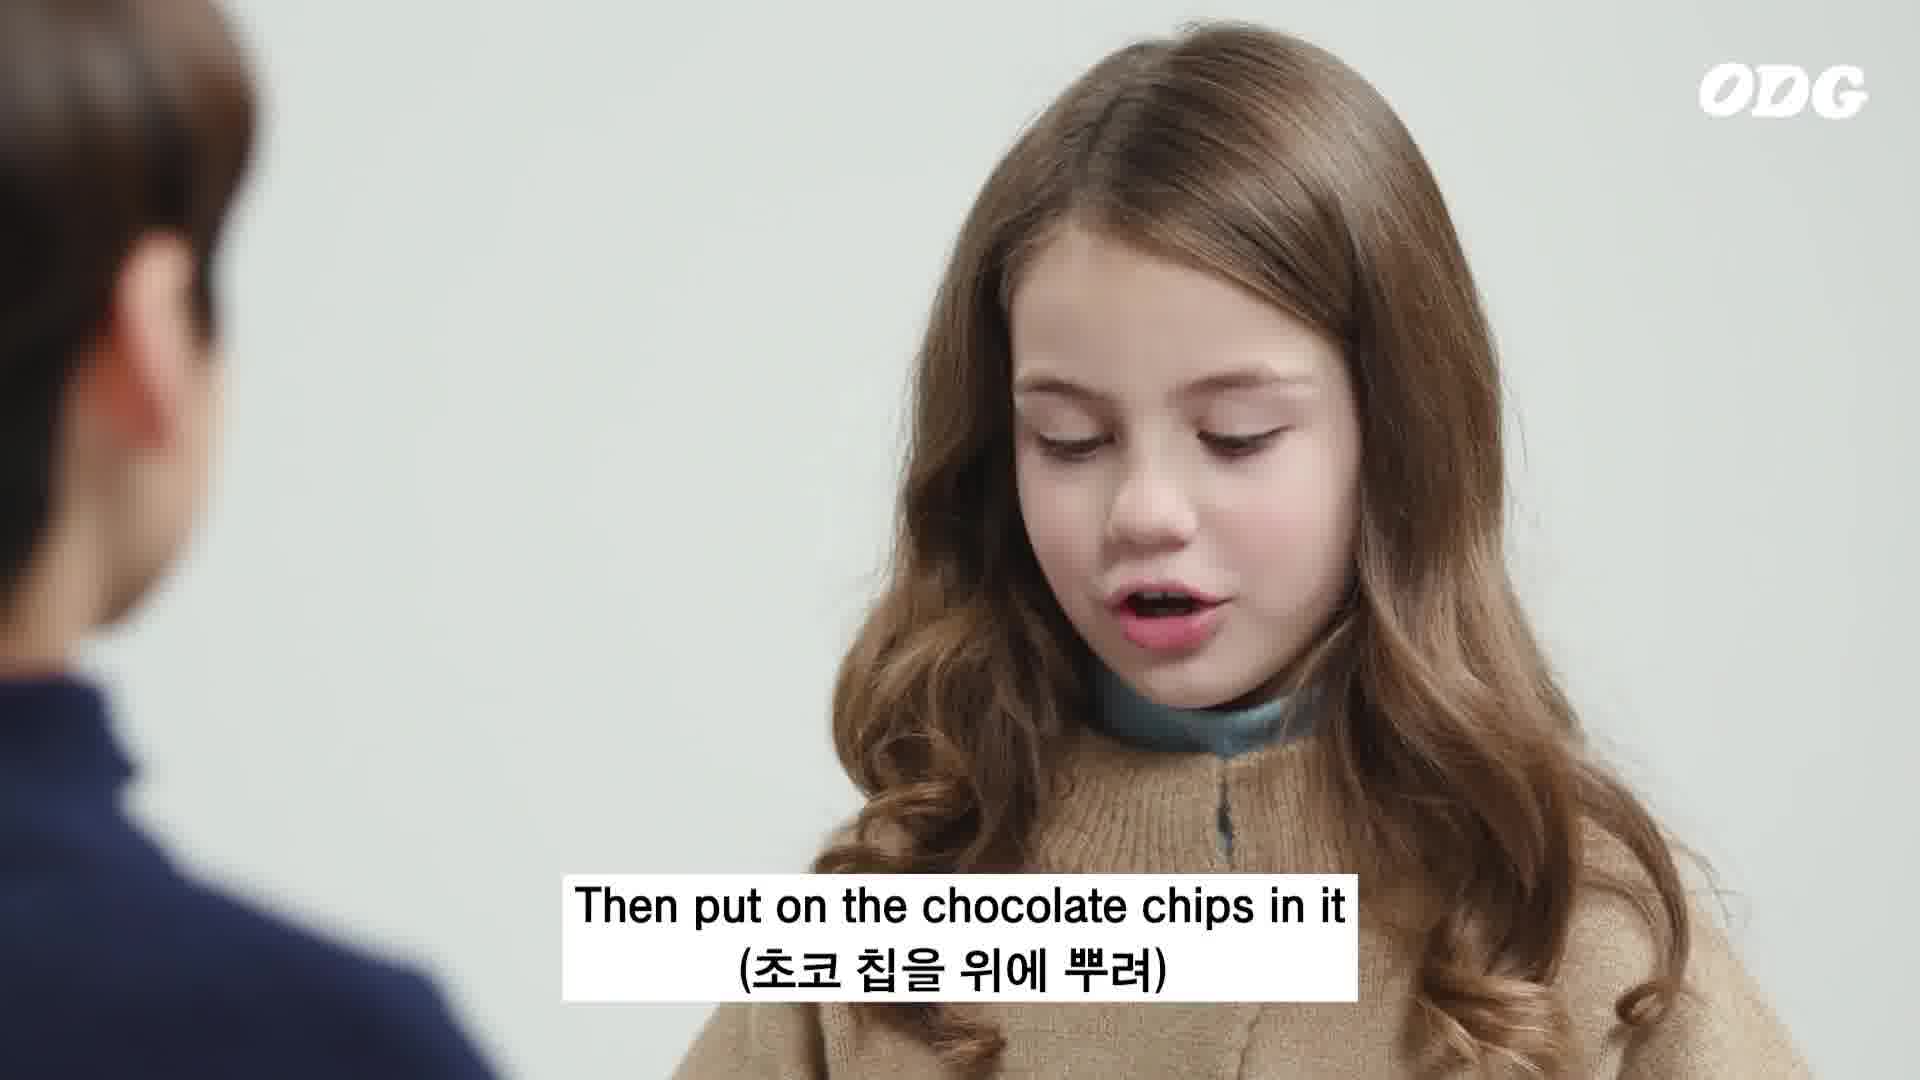 ODG
Then put on the chocolate chips in it
(초코 칩을 위에 뿌려)